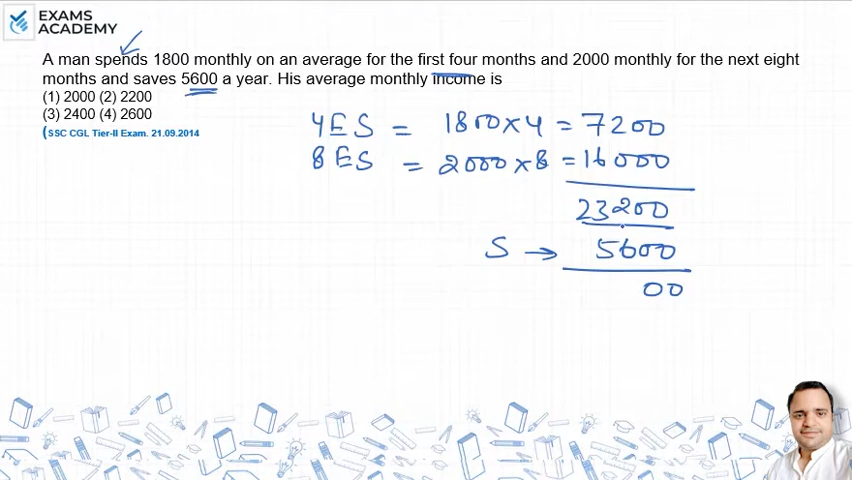 EXAMS
ACADEMY
A man spends 1800 monthly on an average for the first four months and 2000 monthly for the next eight
months and saves 5600 a year. His average monthly income is
(1) 2000 (2) 2200
(3) 2400 (4) 2600
(SSC CGL Tier-II Exam. 21.09.2014
4ES = 1800×4 = 7200
8ES = 2000×8 = 16000
23200
S → 5600
00